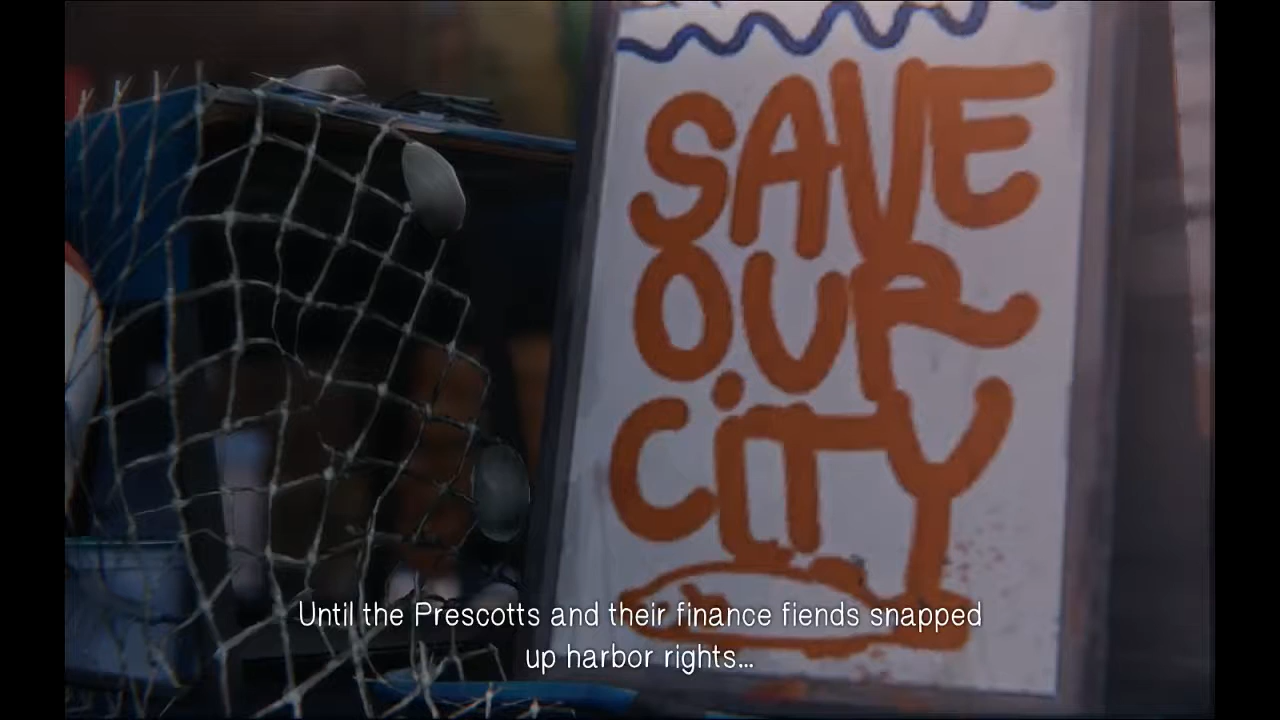 SAVE
OUR
CITY
Until the Prescotts and their finance fiends snapped
up harbor rights...